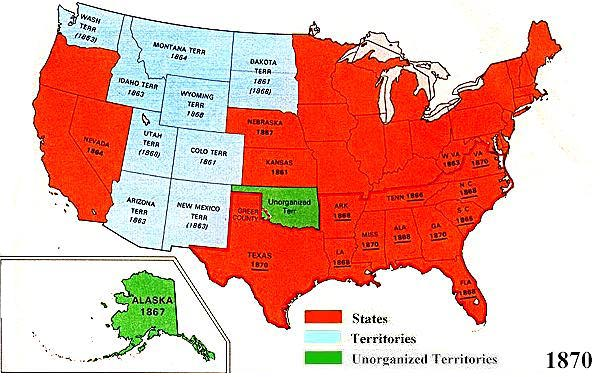 WASH
TERR
(1863)
MONTANA TERR
1864
DAKOTA
TERR
1861
(1868)
IDAHO TERR
1863
WYOMING
TERR
1868
NEBRASKA
1867
NEVADA
1864
UTAH
TERR
(1868)
COLO TERR
1861
KANSAS
1861
W. VA
1863
VA
1870
ARIZONA
TERR
1863
NEW MEXICO
TERR
(1863)
GREER
COUNTY
Unorganized
Terr
TENN 1866
N.C.
1868
S.C.
1868
ARK
1868
MISS
1870
ALA
1868
GA
1870
TEXAS
1870
LA
1868
FLA
1868
ALASKA
1867
States
Territories
Unorganized Territories
1870